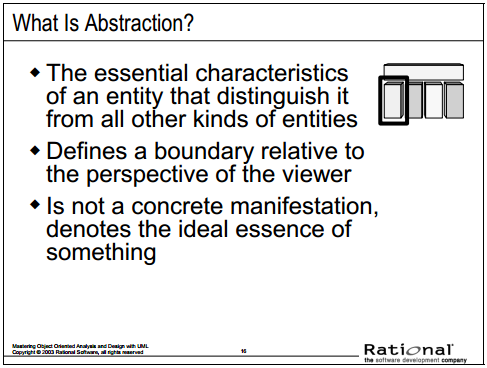 What Is Abstraction?
◆ The essential characteristics
of an entity that distinguish it
from all other kinds of entities
◆ Defines a boundary relative to
the perspective of the viewer
◆ Is not a concrete manifestation,
denotes the ideal essence of
something
Mastering Object Oriented Analysis and Design with UML
Copyright © 2003 Rational Software, all rights reserved
16
Rational®
the software development company